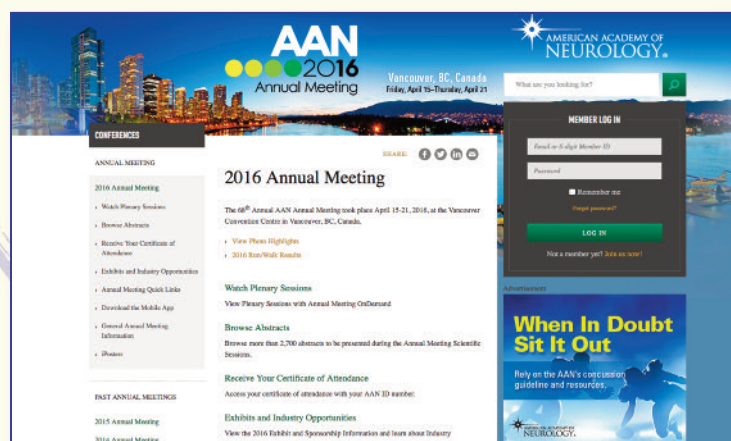 AAN
2016
Annual Meeting
Vancouver, BC, Canada
Friday, April 15–Thursday, April 21
AMERICAN ACADEMY OF
NEUROLOGY®
What are you looking for?
CONFERENCES
ANNUAL MEETING
2016 Annual Meeting
› Watch Plenary Sessions
› Browse Abstracts
› Receive Your Certificate of
Attendance
› Exhibits and Industry Opportunities
› Annual Meeting Quick Links
› Download the Mobile App
› General Annual Meeting
Information
› iPosters
PAST ANNUAL MEETINGS
2015 Annual Meeting
2014 Annual Meeting
SHARE:
2016 Annual Meeting
The 68th Annual AAN Annual Meeting took place April 15-21, 2016, at the Vancouver
Convention Centre in Vancouver, BC, Canada.
› View Photo Highlights
› 2016 Run/Walk Results
Watch Plenary Sessions
View Plenary Sessions with Annual Meeting OnDemand
Browse Abstracts
Browse more than 2,700 abstracts to be presented during the Annual Meeting Scientific
Sessions.
Receive Your Certificate of Attendance
Access your certificate of attendance with your AAN ID number.
Exhibits and Industry Opportunities
View the 2016 Exhibit and Sponsorship Information and learn about Industry
MEMBER LOG IN
Email or 6-digit Member ID
Password
Remember me
Forgot password?
LOG IN
Not a member yet? Join us now!
Advertisement
When In Doubt
Sit It Out
Rely on the AAN's concussion
guideline and resources.
AMERICAN ACADEMY OF
NEUROLOGY®